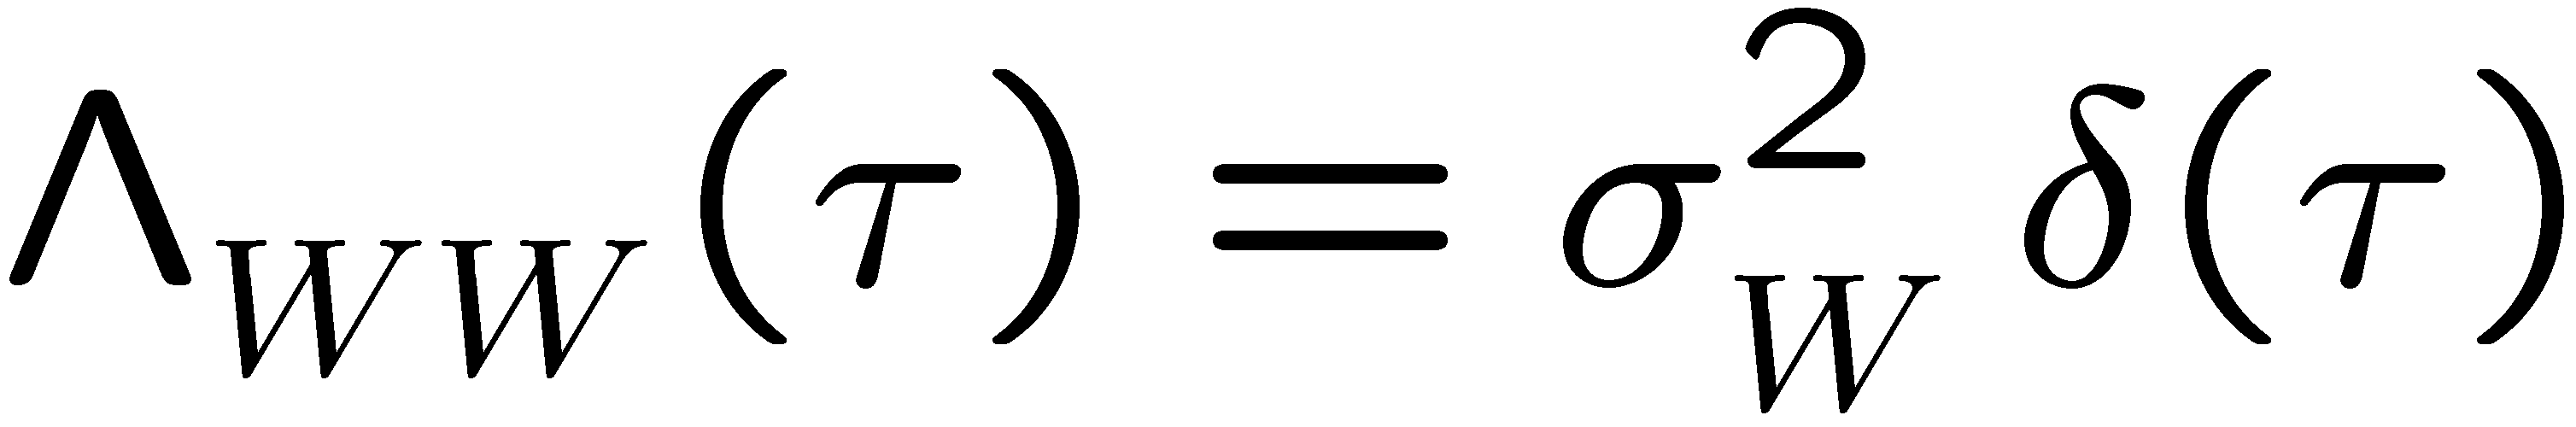 Λ_{WW}(τ) = σ_W^2 δ(τ)